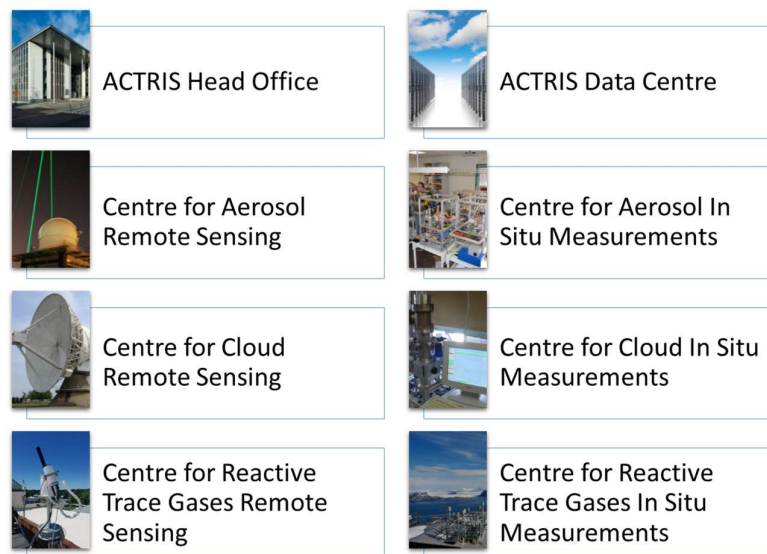 ACTRIS Head Office
ACTRIS Data Centre
Centre for Aerosol
Remote Sensing
Centre for Aerosol In
Situ Measurements
Centre for Cloud
Remote Sensing
Centre for Cloud In Situ
Measurements
Centre for Reactive
Trace Gases Remote
Sensing
Centre for Reactive
Trace Gases In Situ
Measurements